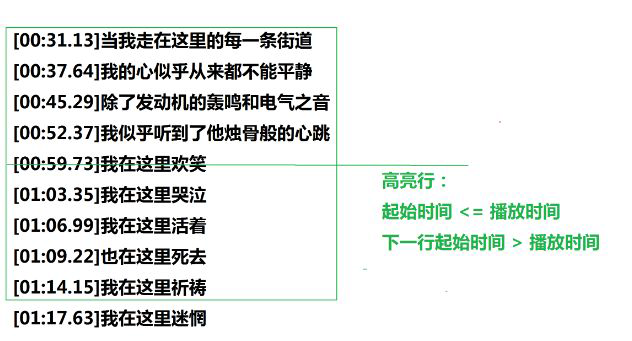 [00:31.13]当我走在这里的每一条街道
[00:37.64]我的心似乎从来都不能平静
[00:45.29]除了发动机的轰鸣和电气之音
[00:52.37]我似乎听到了他烛骨般的心跳
[00:59.73]我在这里欢笑
[01:03.35]我在这里哭泣
[01:06.99]我在这里活着
[01:09.22]也在这里死去
[01:14.15]我在这里祈祷
[01:17.63]我在这里迷惘
高亮行：
起始时间 <= 播放时间
下一行起始时间 > 播放时间